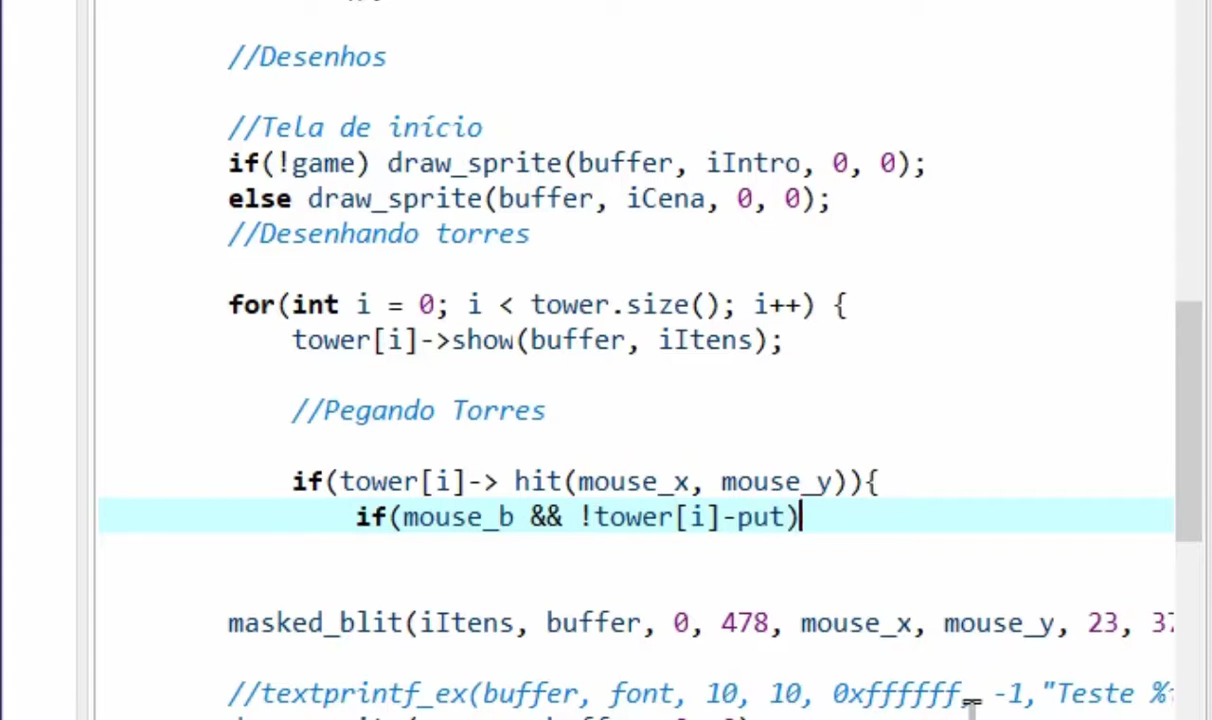 //Desenhos
//Tela de início
if(!game) draw_sprite(buffer, iIntro, 0, 0);
else draw_sprite(buffer, iCena, 0, 0);
//Desenhando torres
for(int i = 0; i < tower.size(); i++) {
tower[i]->show(buffer, iItens);
//Pegando Torres
if(tower[i]-> hit(mouse_x, mouse_y)){
if(mouse_b && !tower[i]-put)
masked_blit(iItens, buffer, 0, 478, mouse_x, mouse_y, 23, 37
//textprintf_ex(buffer, font, 10, 10, 0xffffff, -1,"Teste %